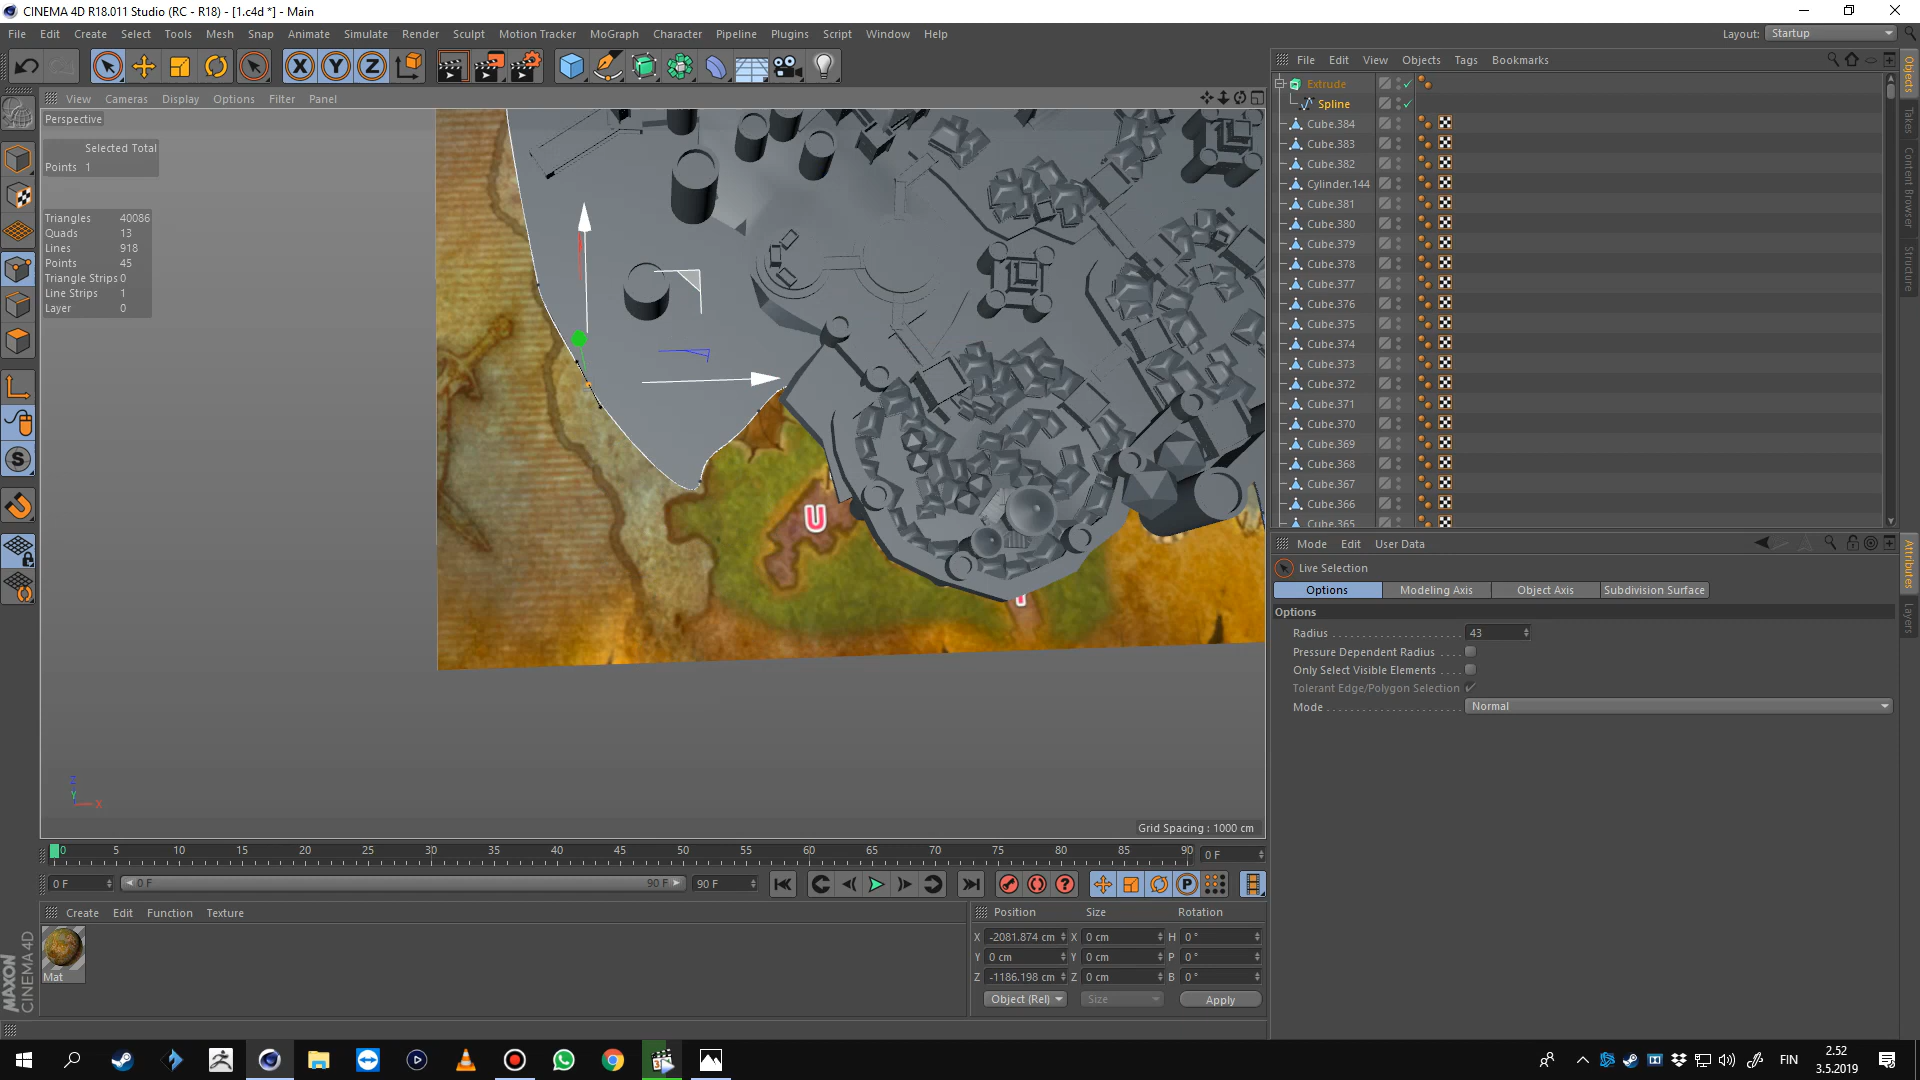 CINEMA 4D R18.011 Studio (RC - R18) - [1.c4d *] - Main
File Edit Create Select Tools Mesh Snap Animate Simulate Render Sculpt Motion Tracker MoGraph Character Pipeline Plugins Script Window Help
Layout: Startup
View Cameras Display Options Filter Panel
Perspective
Selected Total
Points 1
Triangles 40086
Quads 13
Lines 918
Points 45
Triangle Strips 0
Line Strips 1
Layer 0
U
Z
Y
X
Grid Spacing : 1000 cm
0 5 10 15 20 25 30 35 40 45 50 55 60 65 70 75 80 85 90
0 F
0 F
0 F
90 F
90 F
P
Create Edit Function Texture
Mat
MAXON
CINEMA 4D
Position Size Rotation
X -2081.874 cm X 0 cm H 0 °
Y 0 cm Y 0 cm P 0 °
Z -1186.198 cm Z 0 cm B 0 °
Object (Rel) Size Apply
File Edit View Objects Tags Bookmarks
Extrude
Spline
Cube.384
Cube.383
Cube.382
Cylinder.144
Cube.381
Cube.380
Cube.379
Cube.378
Cube.377
Cube.376
Cube.375
Cube.374
Cube.373
Cube.372
Cube.371
Cube.370
Cube.369
Cube.368
Cube.367
Cube.366
Cube.365
Objects
Takes
Content Browser
Structure
Mode Edit User Data
Live Selection
Options Modeling Axis Object Axis Subdivision Surface
Options
Radius 43
Pressure Dependent Radius
Only Select Visible Elements
Tolerant Edge/Polygon Selection
Mode Normal
Attributes
Layers
FIN
2.52
3.5.2019